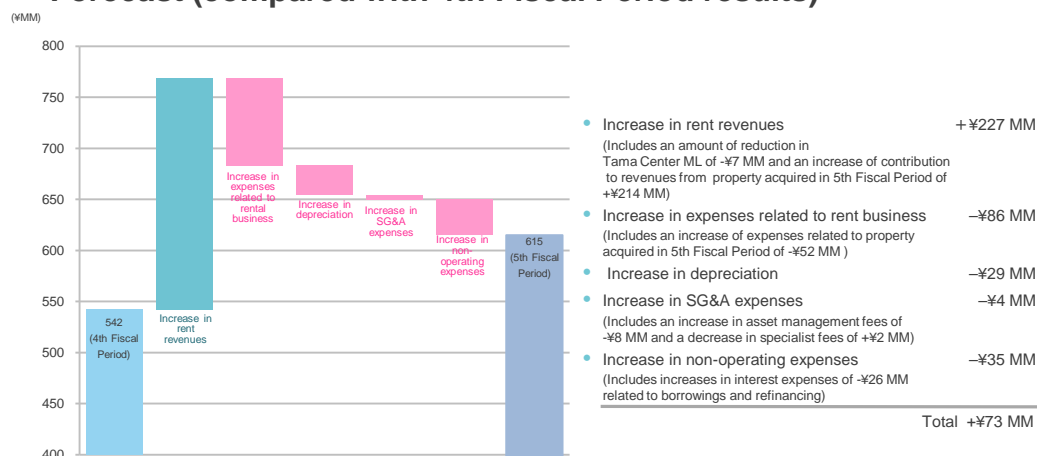 Forecast (compared with 4th Fiscal Period results)
(¥MM)
800
750
700
650
600
550
500
450
400
542
(4th Fiscal
Period)
Increase in
rent
revenues
Increase in
expenses
related to
rental
business
Increase in
depreciation
Increase in
SG&A
expenses
Increase in
non-
operating
expenses
615
(5th Fiscal
Period)
• Increase in rent revenues +¥227 MM
(Includes an amount of reduction in
Tama Center ML of -¥7 MM and an increase of contribution
to revenues from property acquired in 5th Fiscal Period of
+¥214 MM)
• Increase in expenses related to rent business –¥86 MM
(Includes an increase of expenses related to property
acquired in 5th Fiscal Period of -¥52 MM )
• Increase in depreciation –¥29 MM
• Increase in SG&A expenses –¥4 MM
(Includes an increase in asset management fees of
-¥8 MM and a decrease in specialist fees of +¥2 MM)
• Increase in non-operating expenses –¥35 MM
(Includes increases in interest expenses of -¥26 MM
related to borrowings and refinancing)
Total +¥73 MM